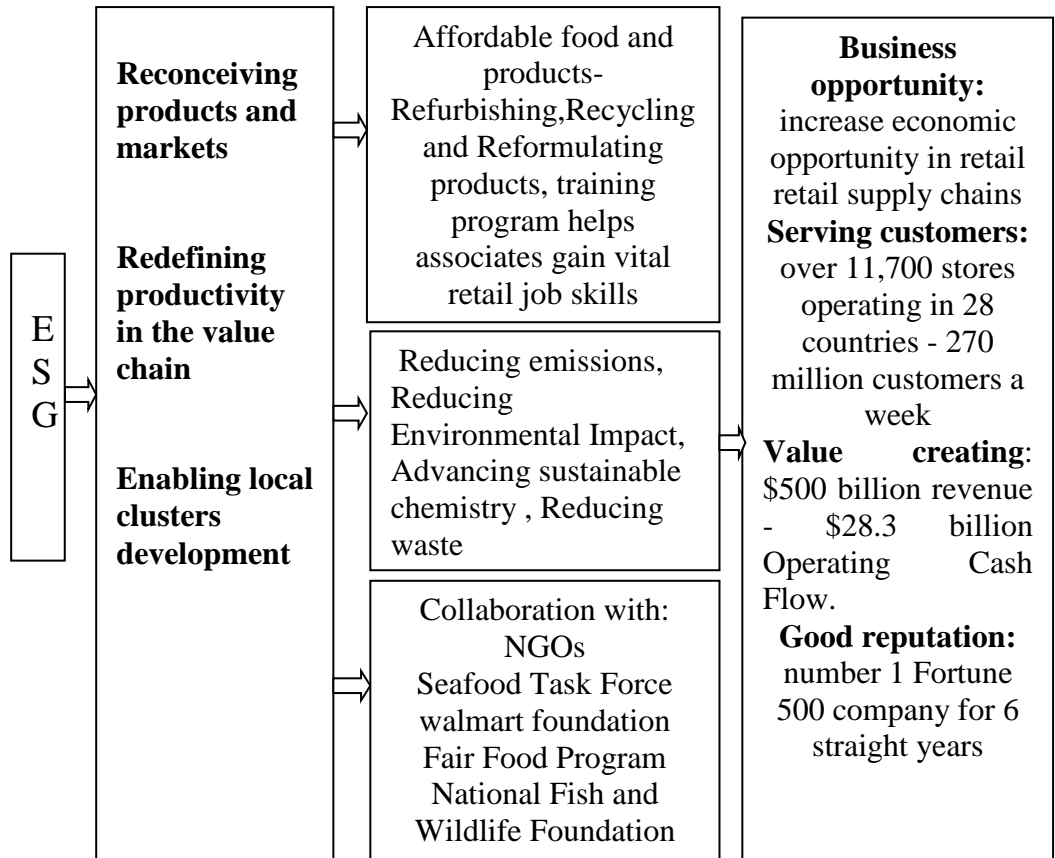 E
S
G
Reconceiving
products and
markets
Redefining
productivity
in the value
chain
Enabling local
clusters
development
Affordable food and
products-
Refurbishing,Recycling
and Reformulating
products, training
program helps
associates gain vital
retail job skills
Reducing emissions,
Reducing
Environmental Impact,
Advancing sustainable
chemistry , Reducing
waste
Collaboration with:
NGOs
Seafood Task Force
walmart foundation
Fair Food Program
National Fish and
Wildlife Foundation
Business
opportunity:
increase economic
opportunity in retail
retail supply chains
Serving customers:
over 11,700 stores
operating in 28
countries - 270
million customers a
week
Value creating:
$500 billion revenue
- $28.3 billion
Operating Cash
Flow.
Good reputation:
number 1 Fortune
500 company for 6
straight years